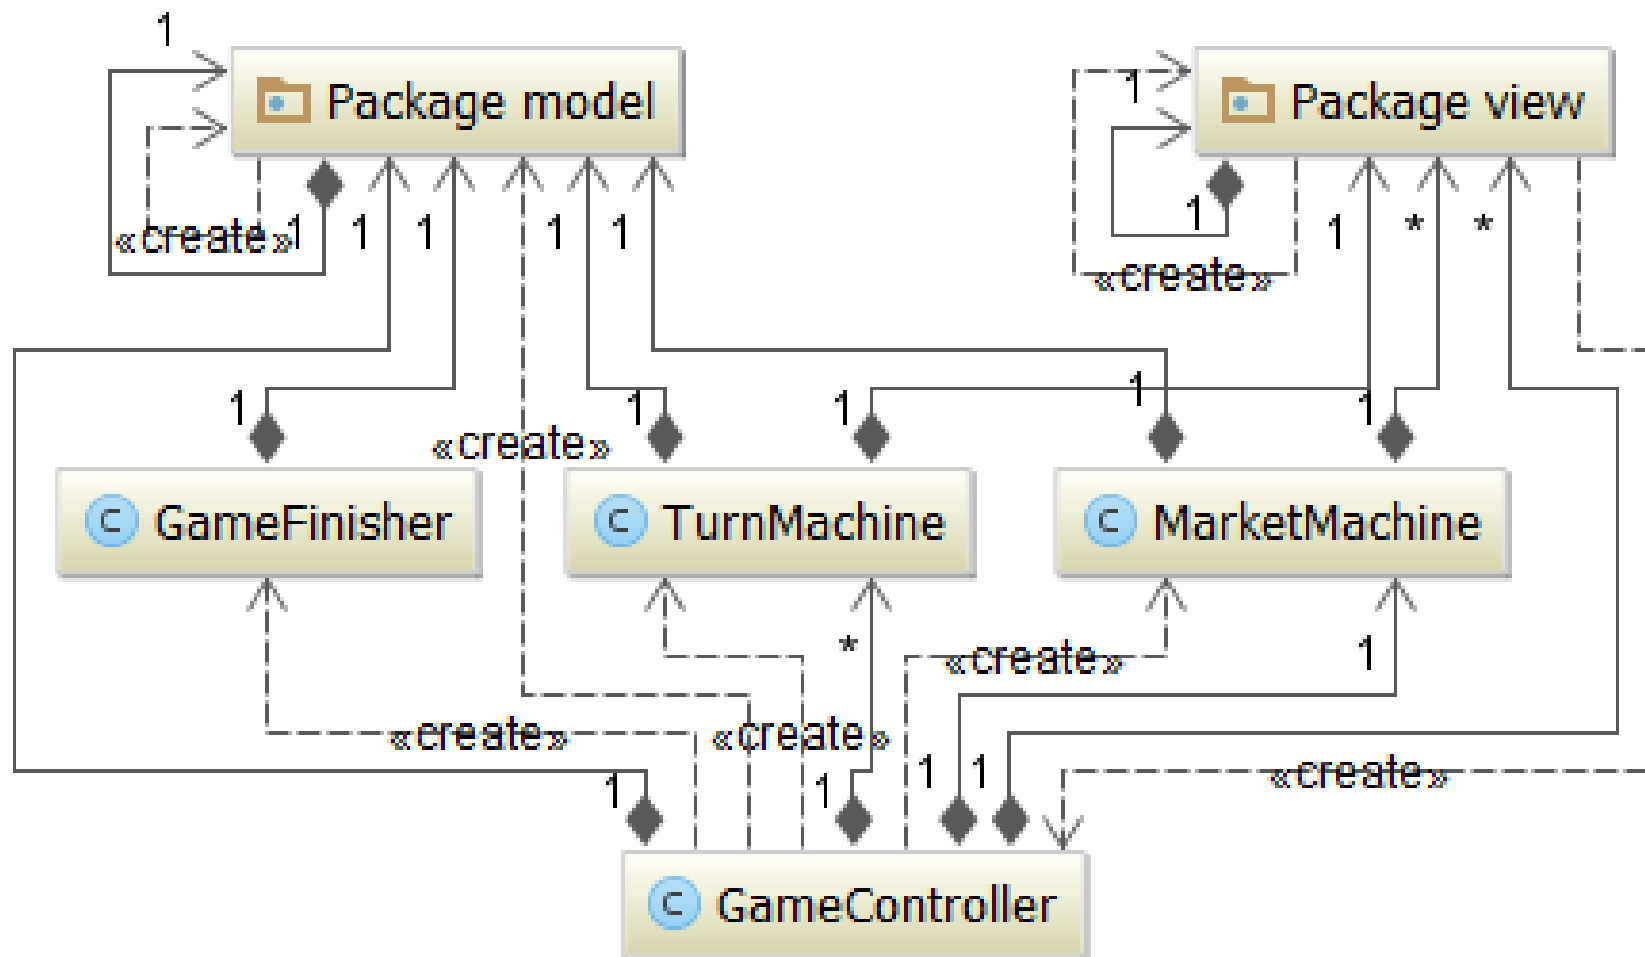 1
Package model
Package view
1
«create»
1
1
1
1
1
1
1
*
*
«create»
1
1
1
1
1
«create»
C GameFinisher
C TurnMachine
C MarketMachine
*
«create»
1
«create»
«create»
1
1
1
1
«create»
C GameController